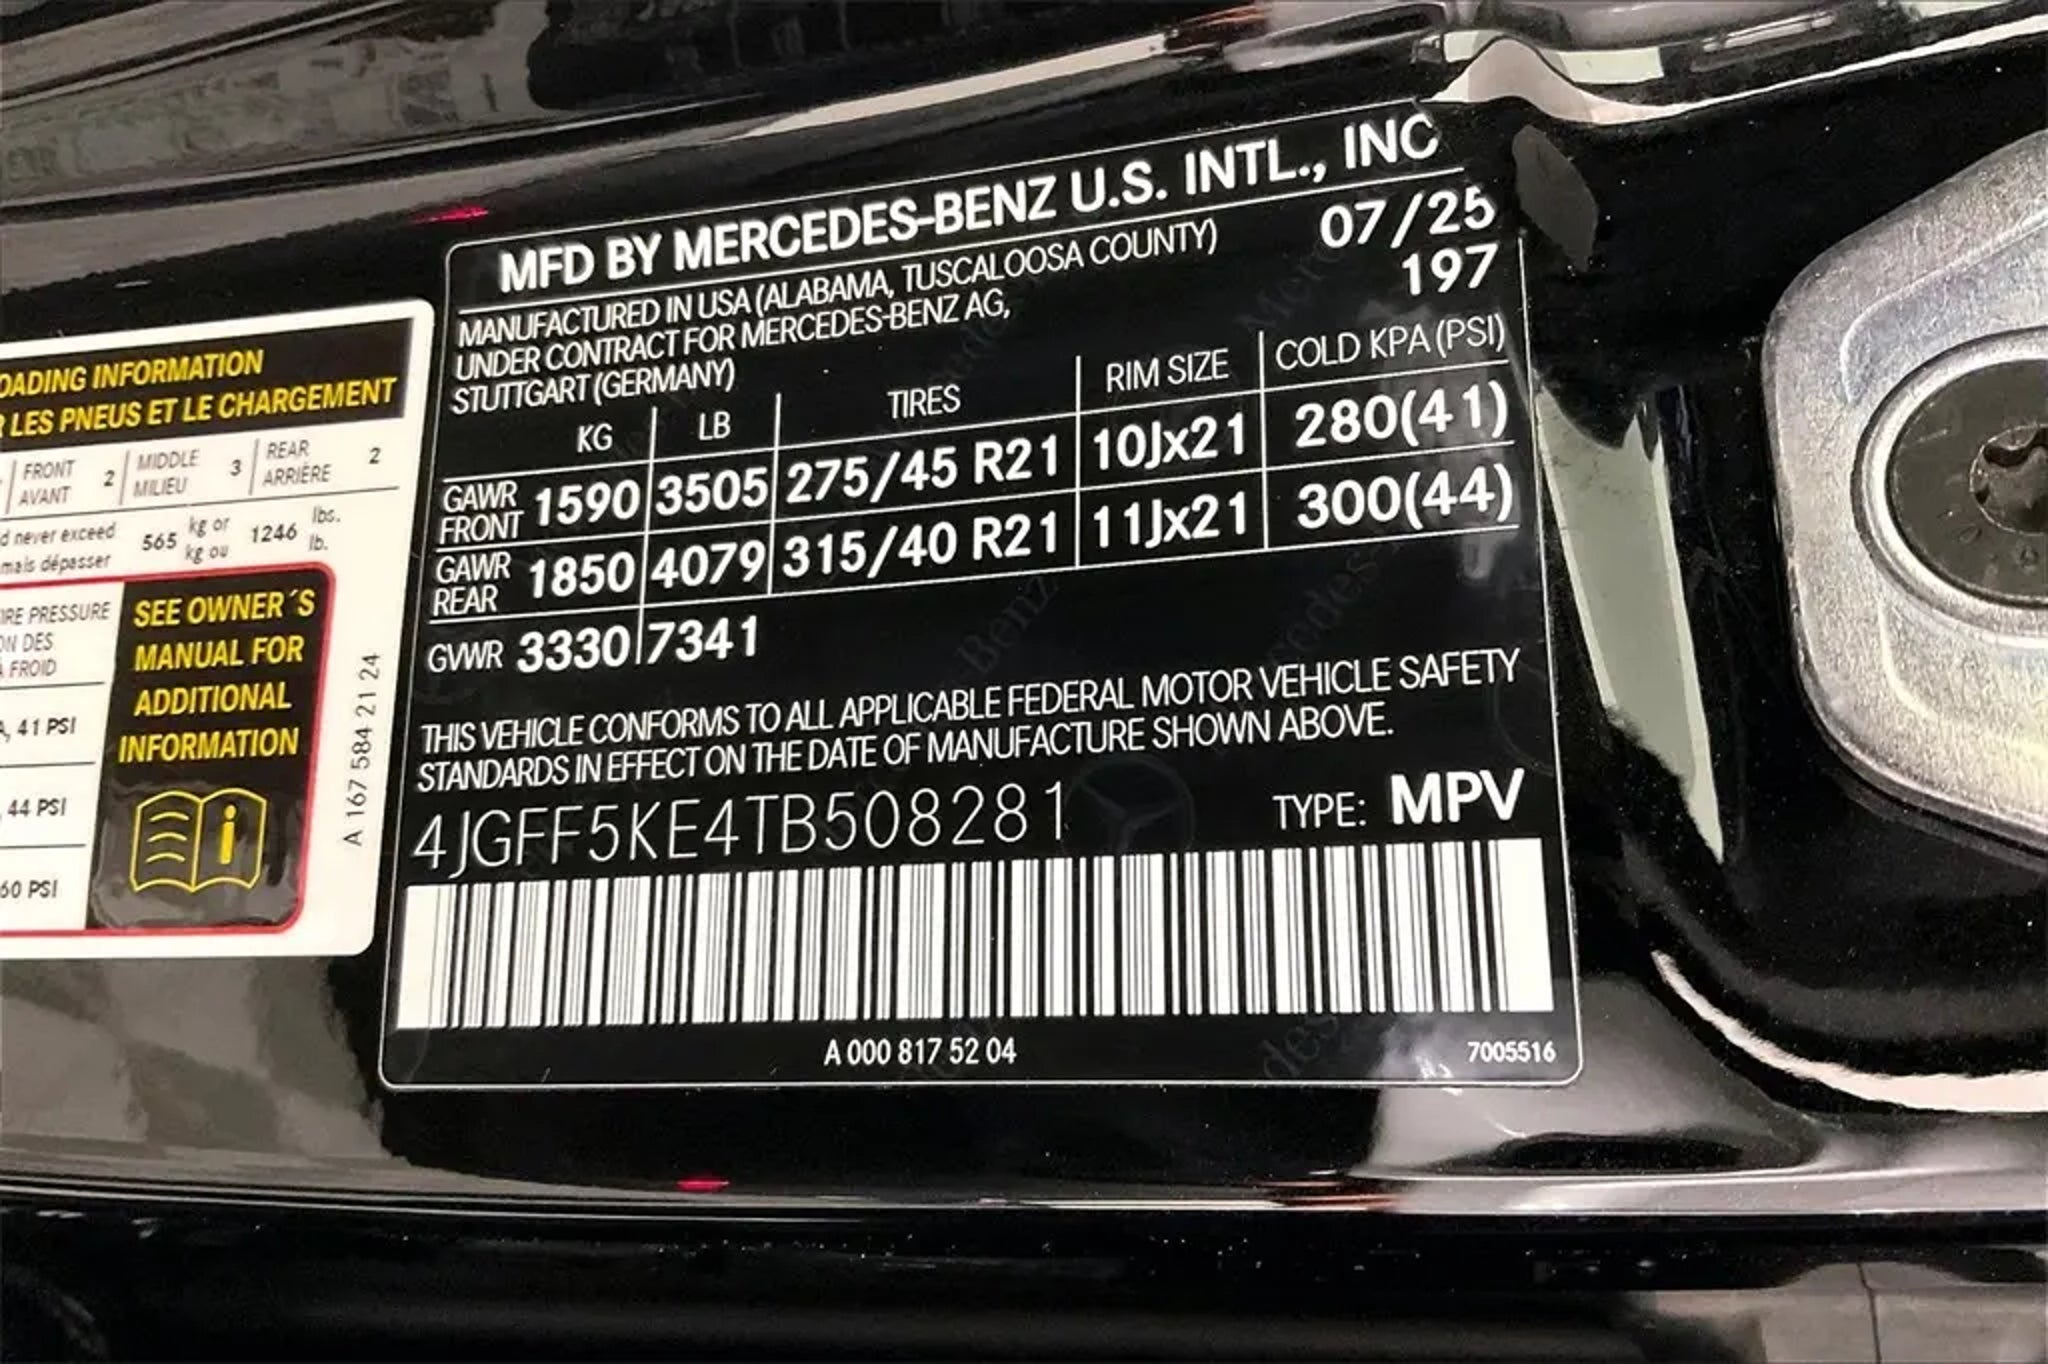 MFD BY MERCEDES-BENZ U.S. INTL., INC
MANUFACTURED IN USA (ALABAMA, TUSCALOOSA COUNTY) 07/25
UNDER CONTRACT FOR MERCEDES-BENZ AG, 197
STUTTGART (GERMANY)
KG LB TIRES RIM SIZE COLD KPA (PSI)
GAWR FRONT 1590 3505 275/45 R21 10Jx21 280(41)
GAWR REAR 1850 4079 315/40 R21 11Jx21 300(44)
GVWR 3330 7341
THIS VEHICLE CONFORMS TO ALL APPLICABLE FEDERAL MOTOR VEHICLE SAFETY
STANDARDS IN EFFECT ON THE DATE OF MANUFACTURE SHOWN ABOVE.
4JGFF5KE4TB508281 TYPE: MPV
A 000 817 52 04 7005516
OADING INFORMATION
LES PNEUS ET LE CHARGEMENT
FRONT AVANT 2 MIDDLE MILIEU 3 REAR ARRIÈRE 2
never exceed 565 kg or 1246 lbs.
mais dépasser kg ou lb.
PRESSURE
DES
FROID
41 PSI
44 PSI
60 PSI
SEE OWNER´S
MANUAL FOR
ADDITIONAL
INFORMATION
A 167 584 21 24